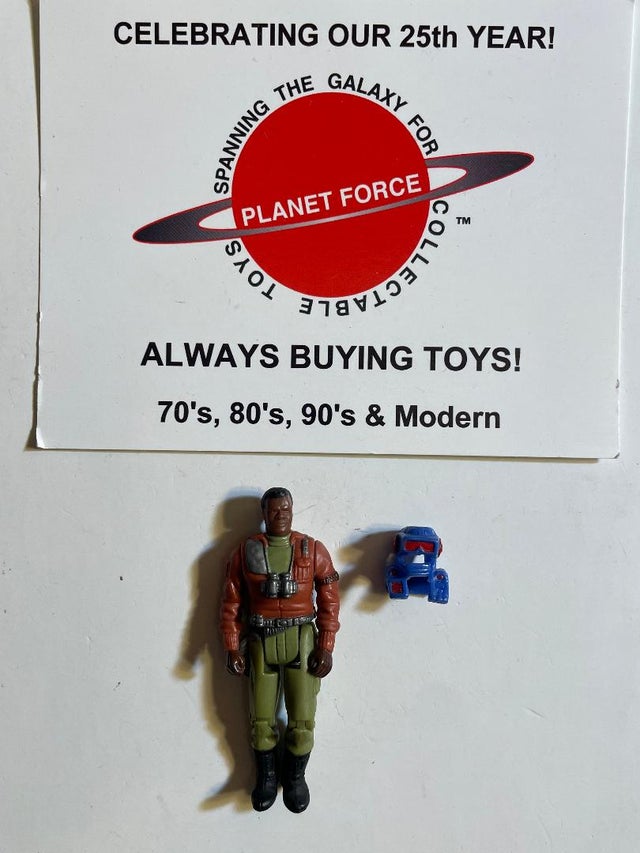 CELEBRATING OUR 25th YEAR!
SPANNING THE GALAXY FOR COLLECTABLE TOYS
PLANET FORCE
TM
ALWAYS BUYING TOYS!
70's, 80's, 90's & Modern